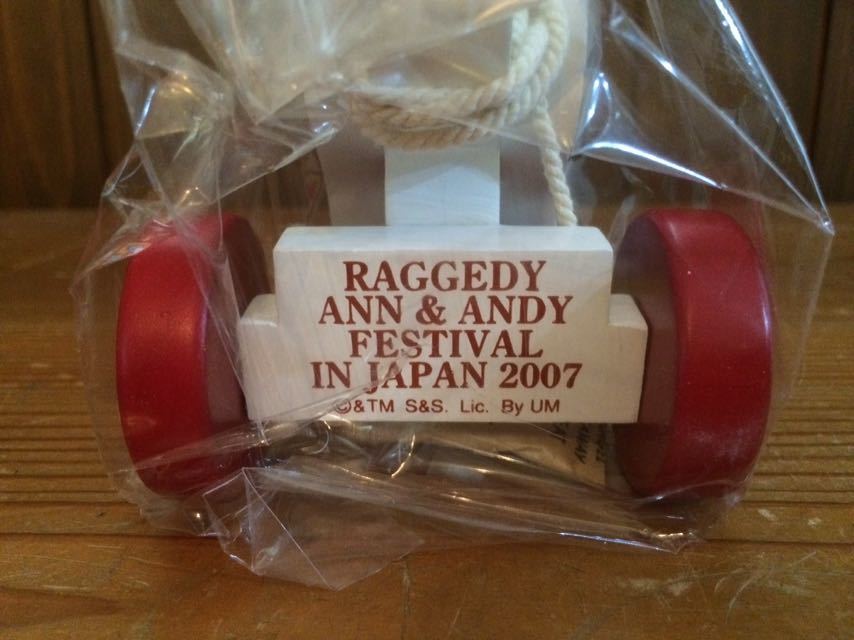 RAGGEDY
ANN & ANDY
FESTIVAL
IN JAPAN 2007
©&TM S&S. Lic. By UM